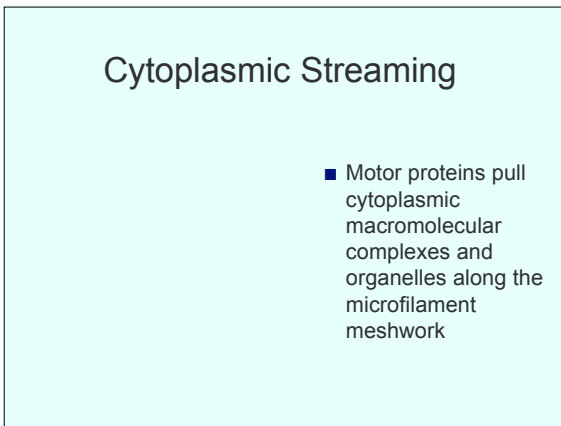 Cytoplasmic Streaming
■ Motor proteins pull
cytoplasmic
macromolecular
complexes and
organelles along the
microfilament
meshwork